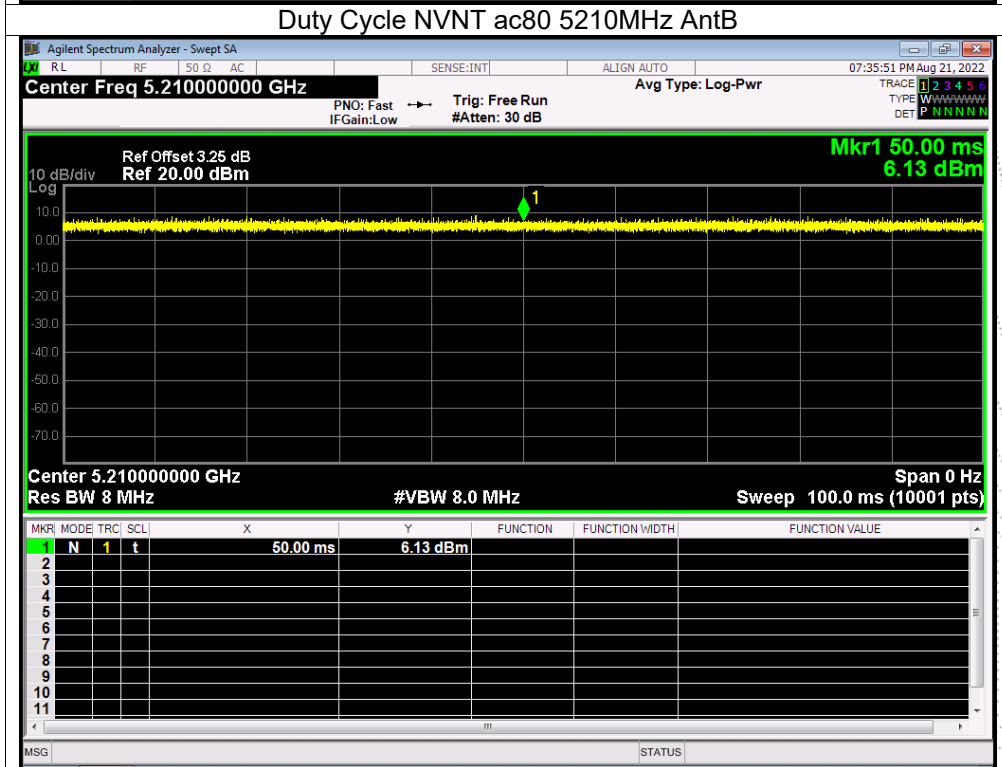 Duty Cycle NVNT ac80 5210MHz AntB
Agilent Spectrum Analyzer - Swept SA
LXI RL RF 50 Ω AC SENSE:INT ALIGN AUTO 07:35:51 PM Aug 21, 2022
Center Freq 5.210000000 GHz Avg Type: Log-Pwr TRACE 1 2 3 4 5 6
PNO: Fast Trig: Free Run TYPE WWWWWW
IFGain:Low #Atten: 30 dB DET P N N N N N
Mkr1 50.00 ms
6.13 dBm
Ref Offset 3.25 dB
10 dB/div Ref 20.00 dBm
Log
1
10.0
0.00
-10.0
-20.0
-30.0
-40.0
-50.0
-60.0
-70.0
Center 5.210000000 GHz Span 0 Hz
Res BW 8 MHz #VBW 8.0 MHz Sweep 100.0 ms (10001 pts)
MKR MODE TRC SCL X Y FUNCTION FUNCTION WIDTH FUNCTION VALUE
1 N 1 t 50.00 ms 6.13 dBm
2
3
4
5
6
7
8
9
10
11
MSG STATUS